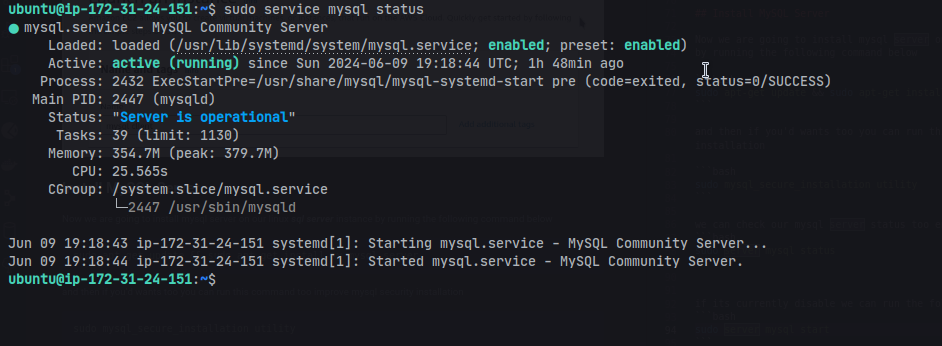 ubuntu@ip-172-31-24-151:~$ sudo service mysql status
● mysql.service - MySQL Community Server
Loaded: loaded (/usr/lib/systemd/system/mysql.service; enabled; preset: enabled)
Active: active (running) since Sun 2024-06-09 19:18:44 UTC; 1h 48min ago
Process: 2432 ExecStartPre=/usr/share/mysql/mysql-systemd-start pre (code=exited, status=0/SUCCESS)
Main PID: 2447 (mysqld)
Status: "Server is operational"
Tasks: 39 (limit: 1130)
Memory: 354.7M (peak: 379.7M)
CPU: 25.565s
CGroup: /system.slice/mysql.service
└─2447 /usr/sbin/mysqld
Jun 09 19:18:43 ip-172-31-24-151 systemd[1]: Starting mysql.service - MySQL Community Server...
Jun 09 19:18:44 ip-172-31-24-151 systemd[1]: Started mysql.service - MySQL Community Server.
ubuntu@ip-172-31-24-151:~$